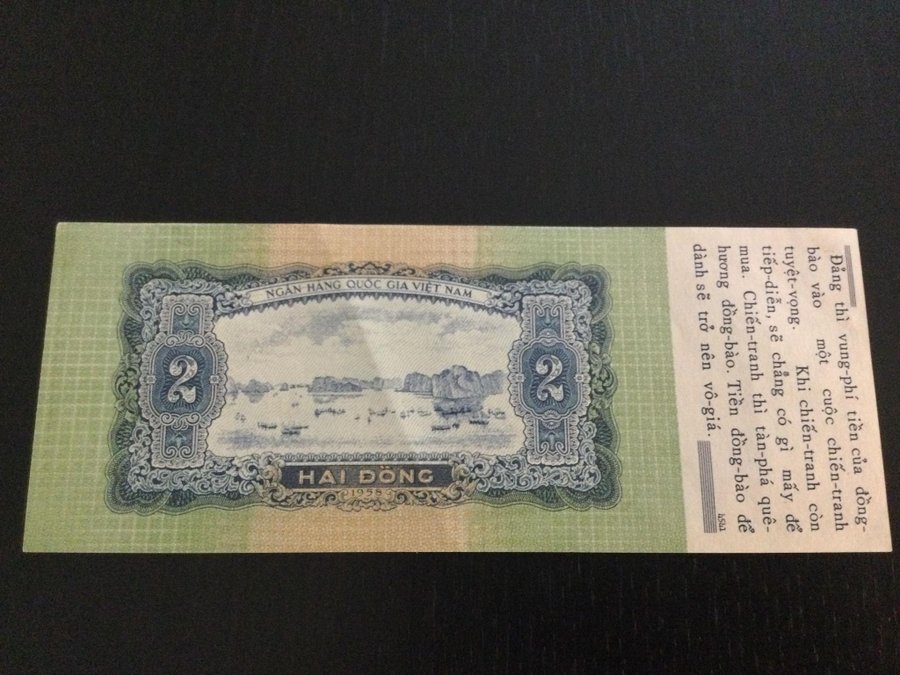 NGÂN HÀNG QUỐC GIA VIỆT NAM
2
2
HAI ĐỒNG
1958
Đảng thì vung-phí tiền của đồng-
bào vào một cuộc chiến-tranh
tuyệt-vọng. Khi chiến-tranh còn
tiếp-diễn, sẽ chẳng có gì mấy để
mua. Chiến-tranh thì tàn-phá quê-
hương đồng-bào. Tiền đồng-bào để
dành sẽ trở nên vô-giá.